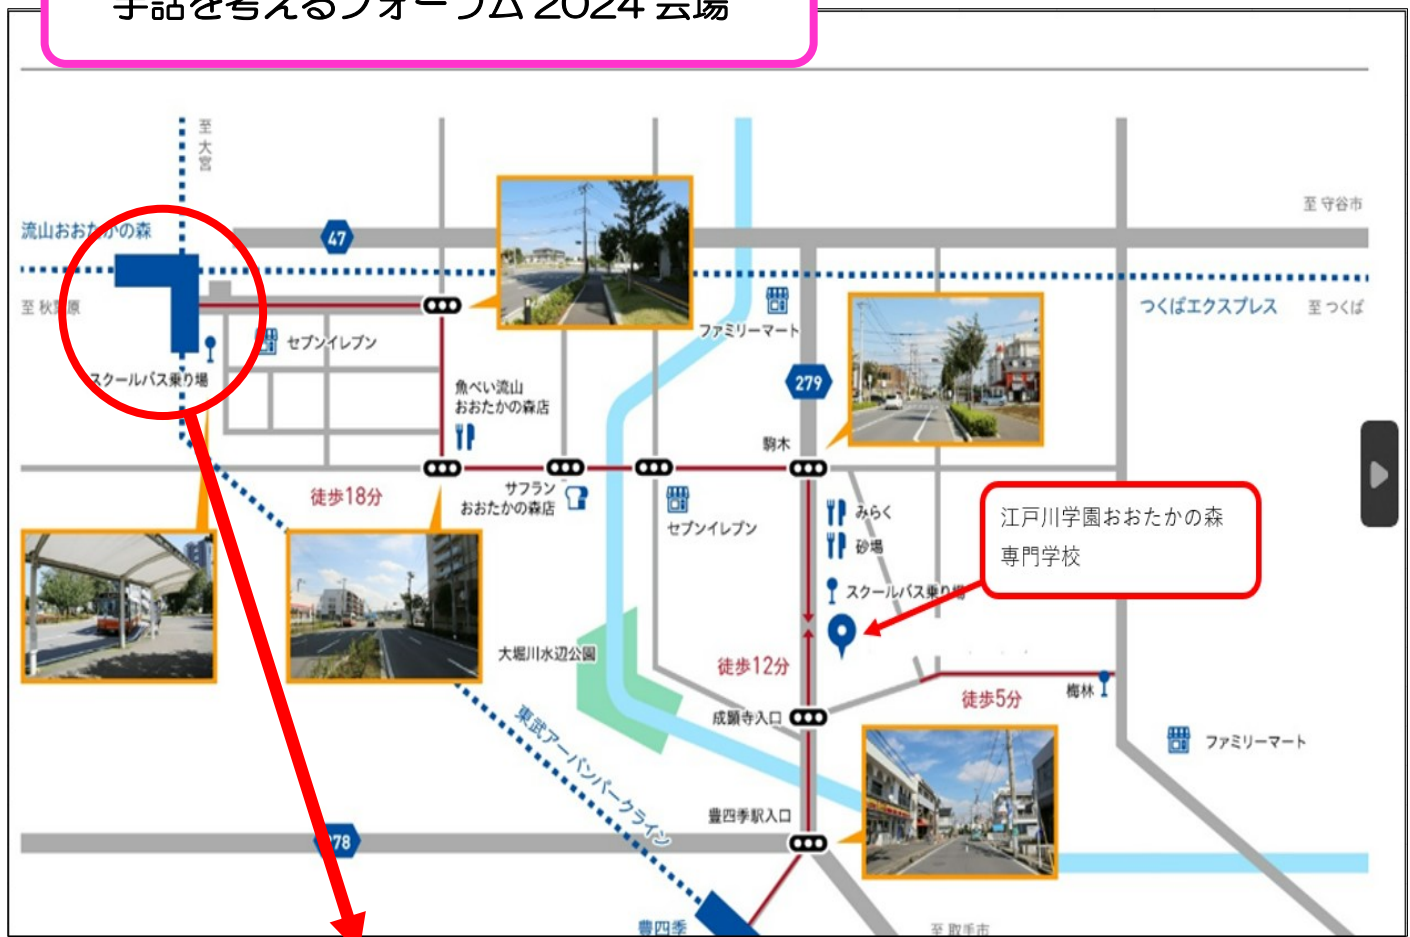 手話を考えるフォーラム2024会場
至 大宮
流山おおたかの森
47
至 守谷市
至 秋葉原
つくばエクスプレス
至 つくば
セブンイレブン
ファミリーマート
スクールバス乗り場
魚べい流山
おおたかの森店
279
駒木
徒歩18分
サフラン
おおたかの森店
セブンイレブン
みらく
砂場
江戸川学園おおたかの森
専門学校
スクールバス乗り場
大堀川水辺公園
徒歩12分
徒歩5分
梅林
成顕寺入口
東武アーバンパークライン
ファミリーマート
豊四季駅入口
278
豊四季
至 取手市